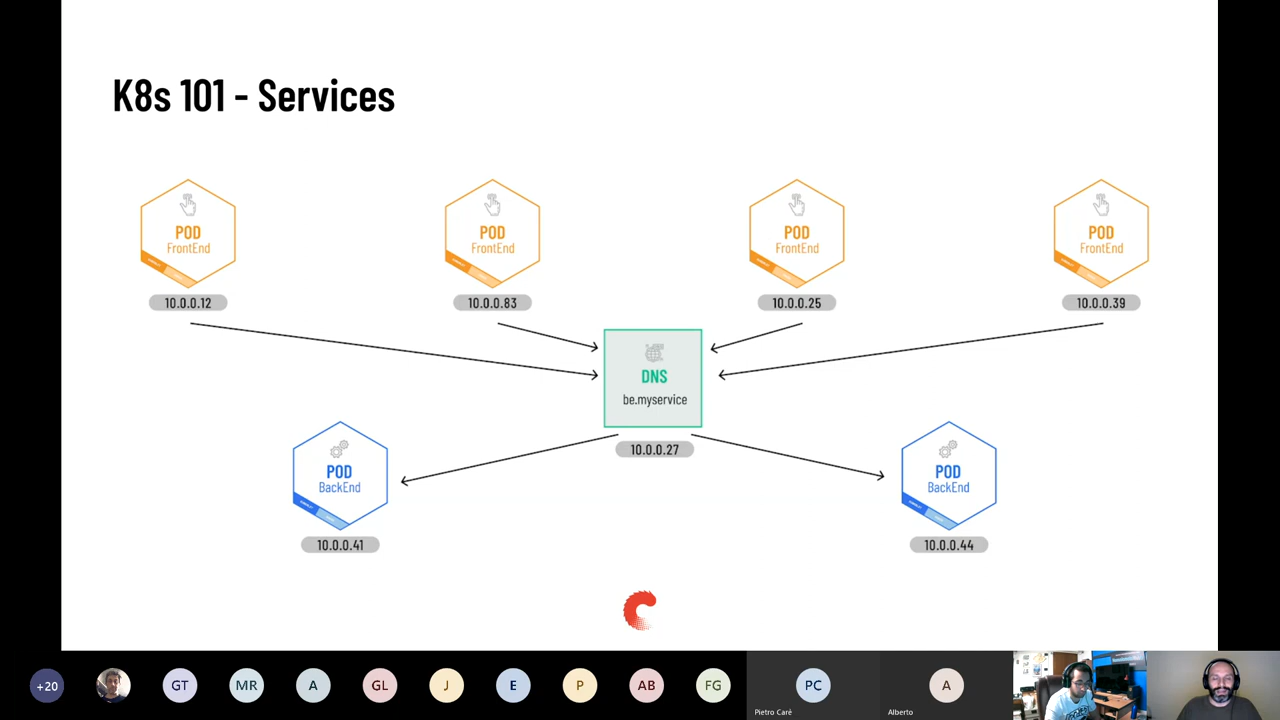 K8s 101 - Services
POD
FrontEnd
10.0.0.12
POD
FrontEnd
10.0.0.83
POD
FrontEnd
10.0.0.25
POD
FrontEnd
10.0.0.39
DNS
be.myservice
10.0.0.27
POD
BackEnd
10.0.0.41
POD
BackEnd
10.0.0.44
+20
GT
MR
A
GL
J
E
P
AB
FG
PC
Pietro Caré
A
Alberto